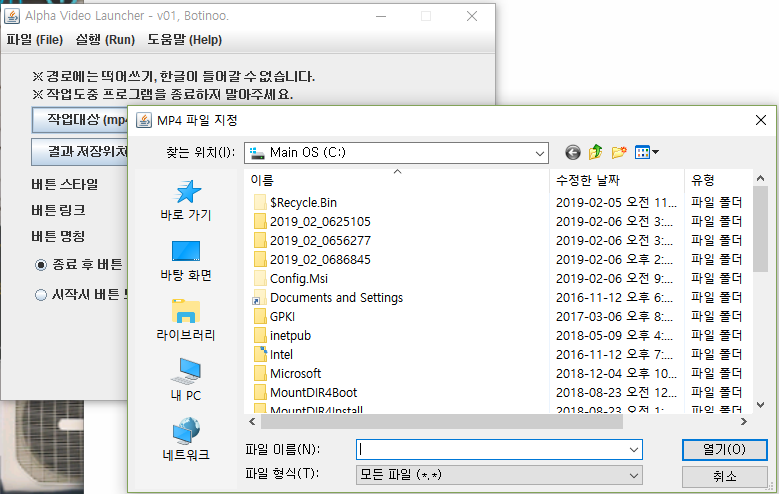 Alpha Video Launcher - v01, Botinoo.
파일 (File) 실행 (Run) 도움말 (Help)
※ 경로에는 띄어쓰기, 한글이 들어갈 수 없습니다.
※ 작업도중 프로그램을 종료하지 말아주세요.
작업대상 (mp4
결과 저장위치
버튼 스타일
버튼 링크
버튼 명칭
종료 후 버튼
시작시 버튼
MP4 파일 지정
찾는 위치(I): Main OS (C:)
바로 가기
바탕 화면
라이브러리
내 PC
네트워크
이름 수정한 날짜 유형
$Recycle.Bin 2019-02-05 오전 11... 파일 폴더
2019_02_0625105 2019-02-06 오전 3:... 파일 폴더
2019_02_0656277 2019-02-06 오전 3:... 파일 폴더
2019_02_0686845 2019-02-06 오후 2:... 파일 폴더
Config.Msi 2019-02-06 오전 9:... 파일 폴더
Documents and Settings 2016-11-12 오후 6:... 파일 폴더
GPKI 2017-03-06 오후 8:... 파일 폴더
inetpub 2018-05-09 오후 4:... 파일 폴더
Intel 2016-11-12 오후 7:... 파일 폴더
Microsoft 2018-12-04 오후 10... 파일 폴더
MountDIR4Boot 2018-08-23 오전 12... 파일 폴더
MountDIR4Install 2018-08-23 오전 1:... 파일 폴더
파일 이름(N): 열기(O)
파일 형식(T): 모든 파일 (*.*) 취소